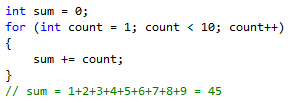 int sum = 0;
for (int count = 1; count < 10; count++)
{
    sum += count;
}
// sum = 1+2+3+4+5+6+7+8+9 = 45